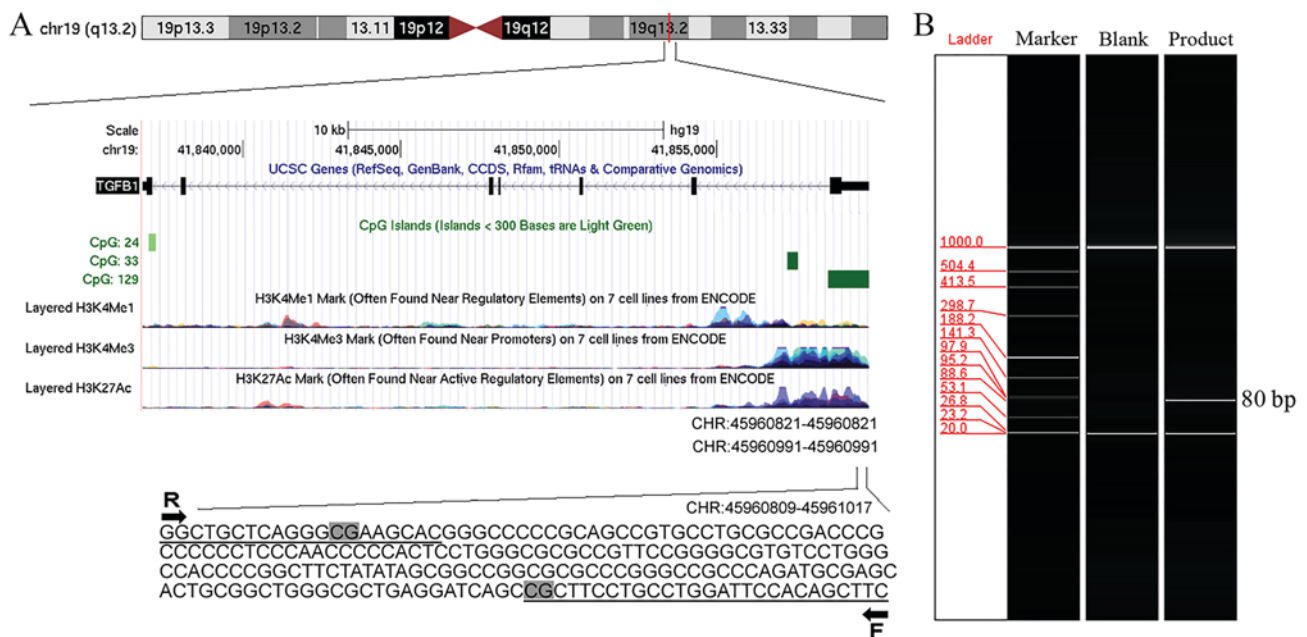 A
chr19 (q13.2)
19p13.3 19p13.2 13.11 19p12 19q12 19q13.2 13.33
Scale 10 kb hg19
chr19: 41,840,000 41,845,000 41,850,000 41,855,000
UCSC Genes (RefSeq, GenBank, CCDS, Rfam, tRNAs & Comparative Genomics)
TGFB1
CpG Islands (Islands < 300 Bases are Light Green)
CpG: 24
CpG: 33
CpG: 129
H3K4Me1 Mark (Often Found Near Regulatory Elements) on 7 cell lines from ENCODE
Layered H3K4Me1
H3K4Me3 Mark (Often Found Near Promoters) on 7 cell lines from ENCODE
Layered H3K4Me3
H3K27Ac Mark (Often Found Near Active Regulatory Elements) on 7 cell lines from ENCODE
Layered H3K27Ac
CHR:45960821-45960821
CHR:45960991-45960991
CHR:45960809-45961017
R
GGCTGCTCAGGGCGAAGCACGGGCCCCCGCAGCCGTGCCTGCGCCGACCCG
CCCCCCTCCCAACCCCCACTCCTGGGCGCGCCGTTCCGGGGCGTGTCCTGGG
CCACCCCGGCTTCTATATAGCGGCCGGCGCGCCCGGGCCGCCCAGATGCGAGC
ACTGCGGCTGGGCGCTGAGGATCAGCCGCTTCCTGCCTGGATTCCACAGCTTC
F
B
Ladder Marker Blank Product
1000.0
504.4
413.5
298.7
188.2
141.3
97.9
95.2
88.6
53.1
26.8
23.2
20.0
80 bp